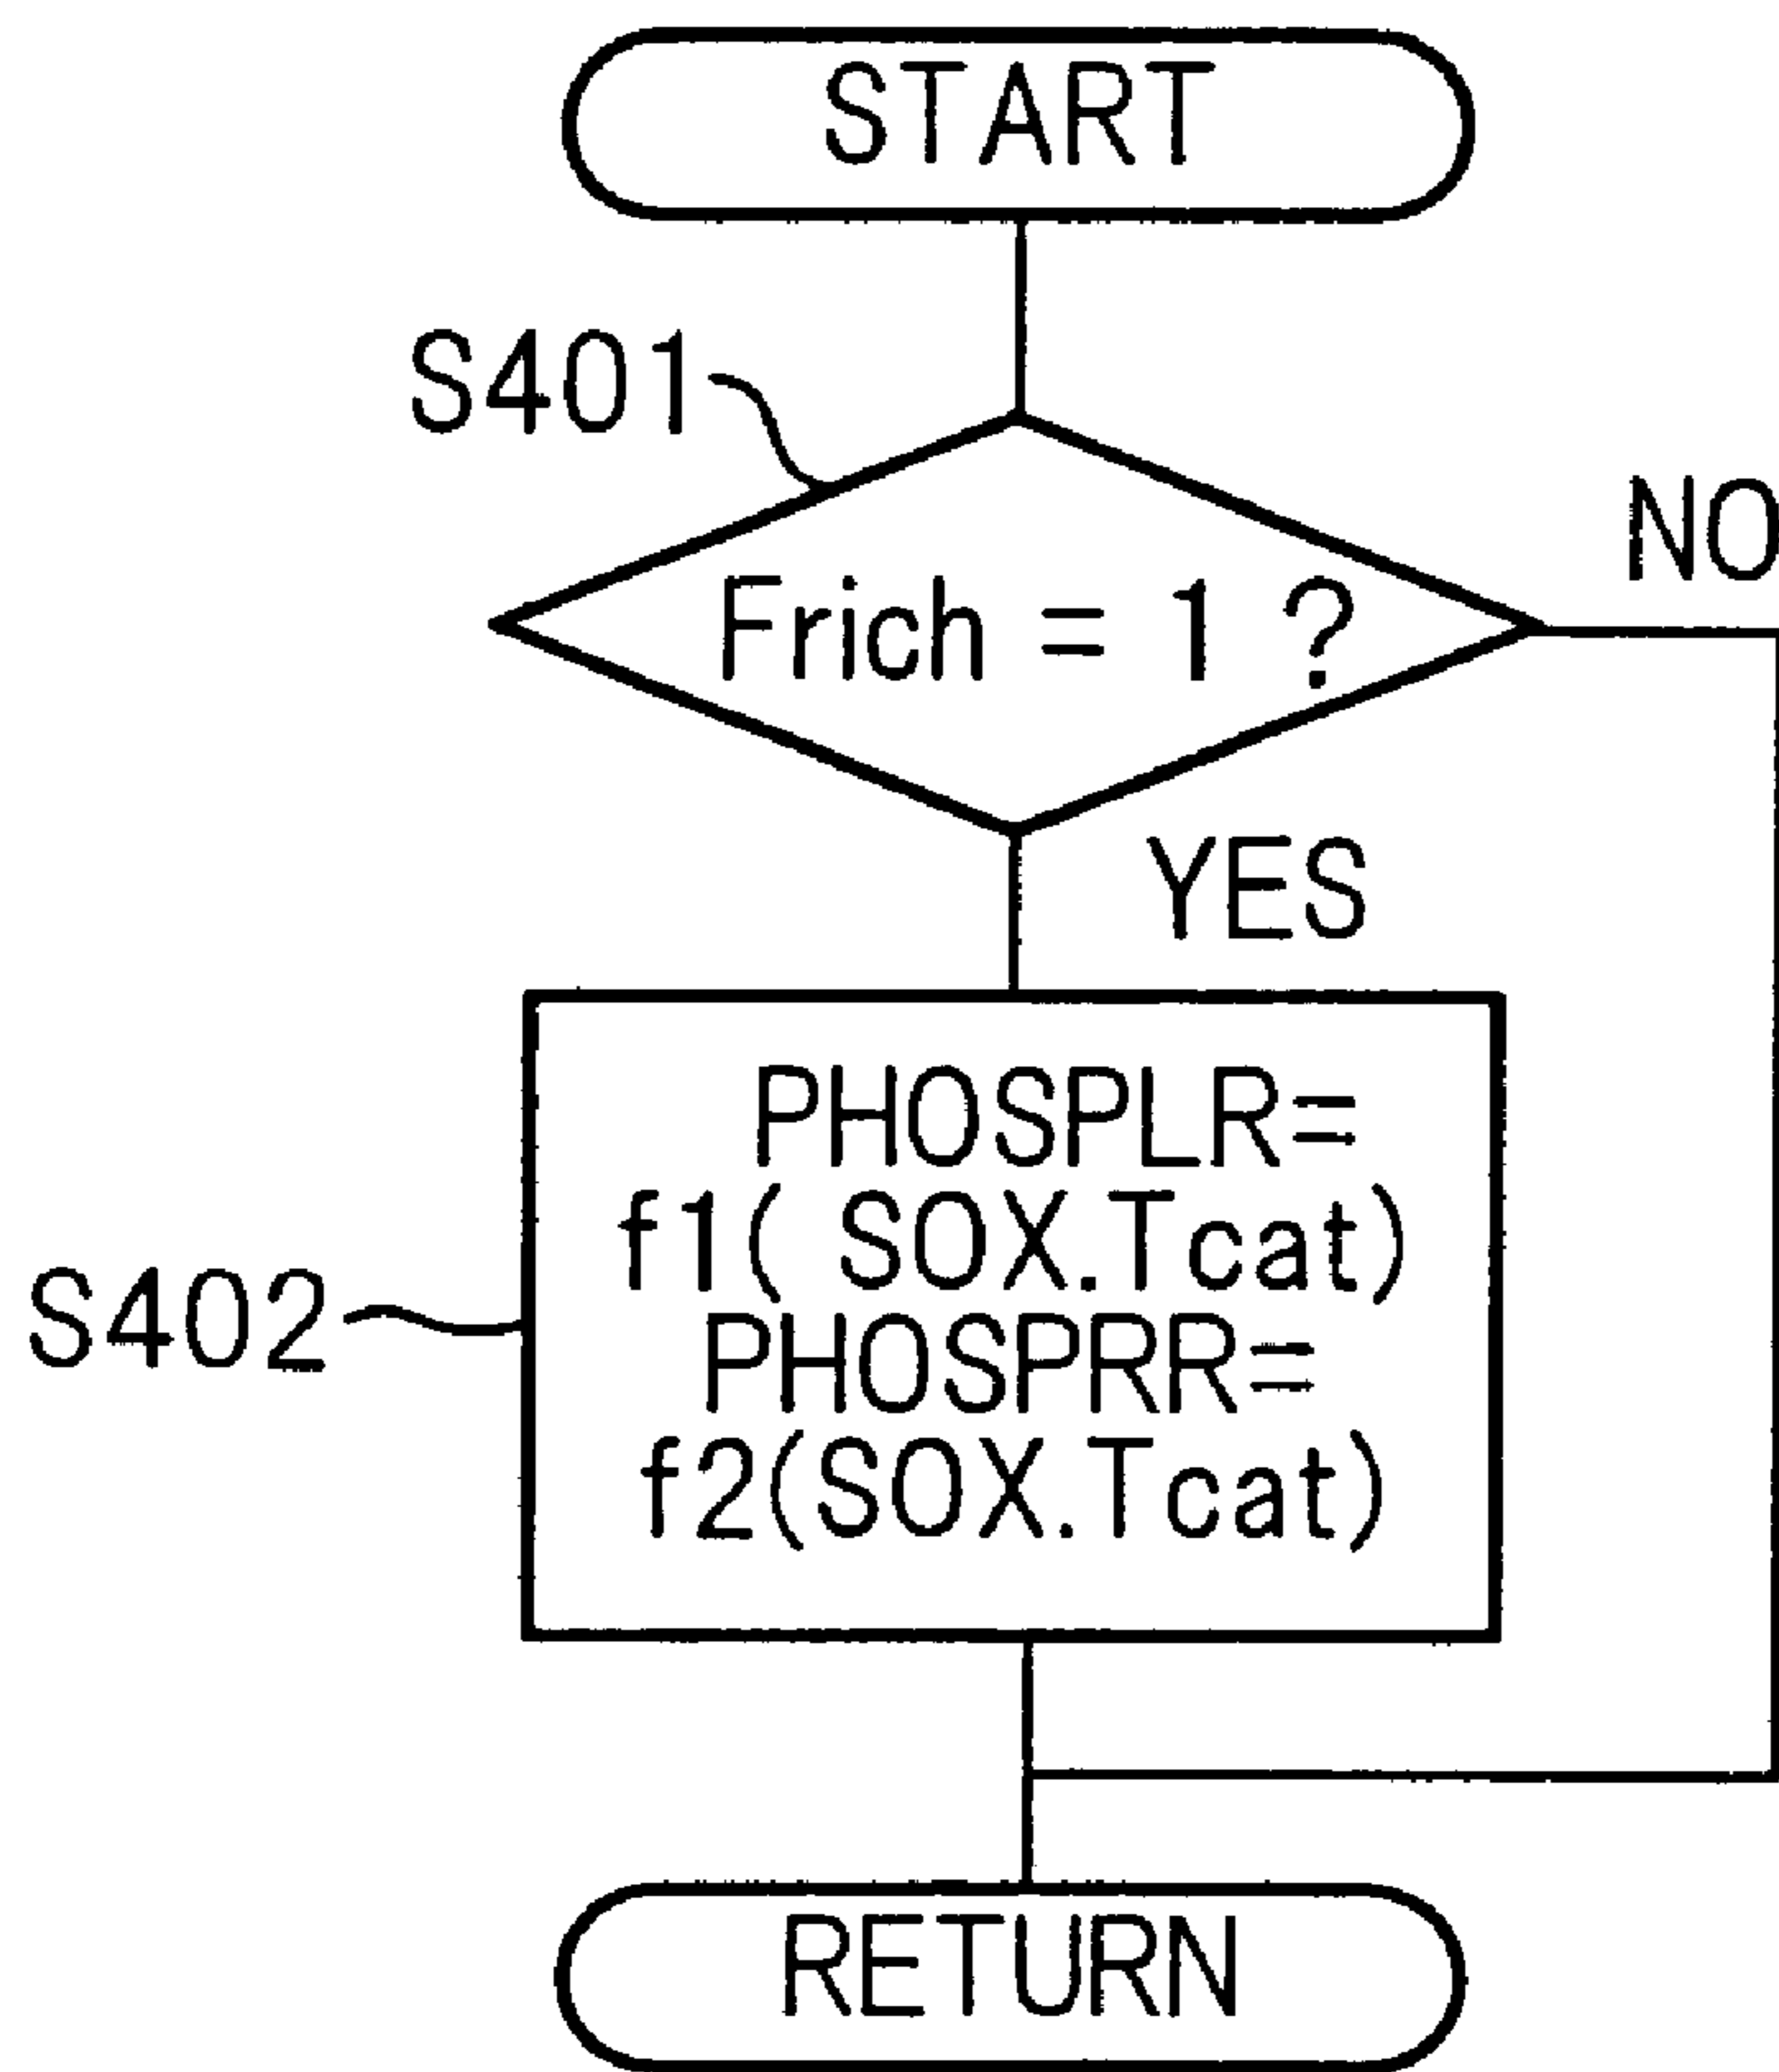 START
S401
NO
Frich = 1 ?
YES
PHOSPLR=
f1( SOX.Tcat)
S402
PHOSPRR=
f2(SOX.Tcat)
RETURN